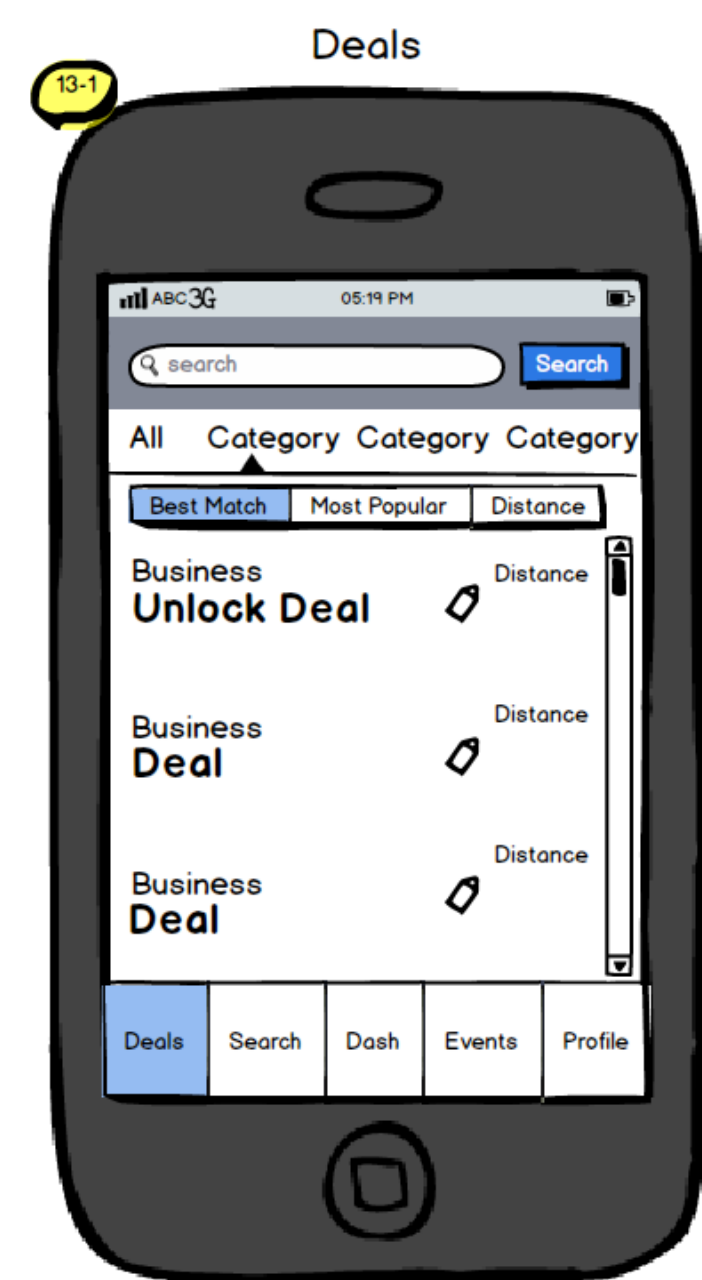 Deals
13-1
ABC 3G 05:19 PM
search Search
All Category Category Category
Best Match Most Popular Distance
Business Distance
Unlock Deal
Distance
Business
Deal
Distance
Business
Deal
Deals Search Dash Events Profile